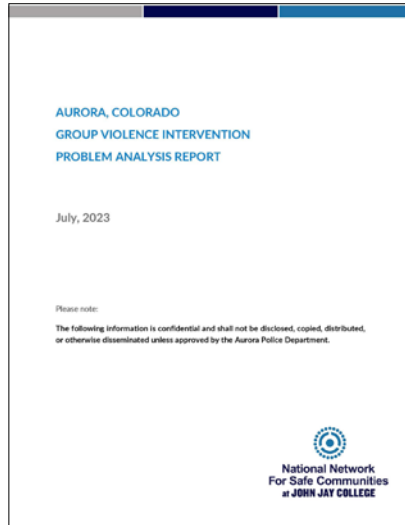 AURORA, COLORADO
GROUP VIOLENCE INTERVENTION
PROBLEM ANALYSIS REPORT
July, 2023
Please note:
The following information is confidential and shall not be disclosed, copied, distributed,
or otherwise disseminated unless approved by the Aurora Police Department.
National Network
For Safe Communities
at JOHN JAY COLLEGE